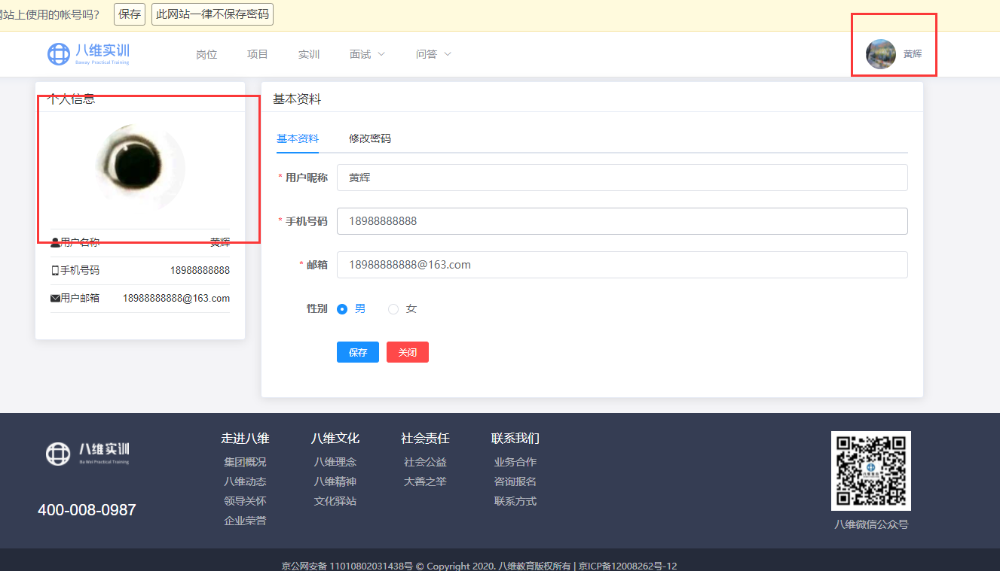 网站上使用的帐号吗? 保存 此网站一律不保存密码
八维实训
Baway Practical Training
岗位 项目 实训 面试 问答
黄辉
个人信息
用户名称 黄辉
手机号码 18988888888
用户邮箱 18988888888@163.com
基本资料
基本资料 修改密码
* 用户昵称 黄辉
* 手机号码 18988888888
* 邮箱 18988888888@163.com
性别 男 女
保存 关闭
八维实训
Ba Wei Practical Training
400-008-0987
走进八维
集团概况
八维动态
领导关怀
企业荣誉
八维文化
八维理念
八维精神
文化驿站
社会责任
社会公益
大善之举
联系我们
业务合作
咨询报名
联系方式
八维微信公众号
京公网安备 11010802031438号 © Copyright 2020. 八维教育版权所有 | 京ICP备12008262号-12